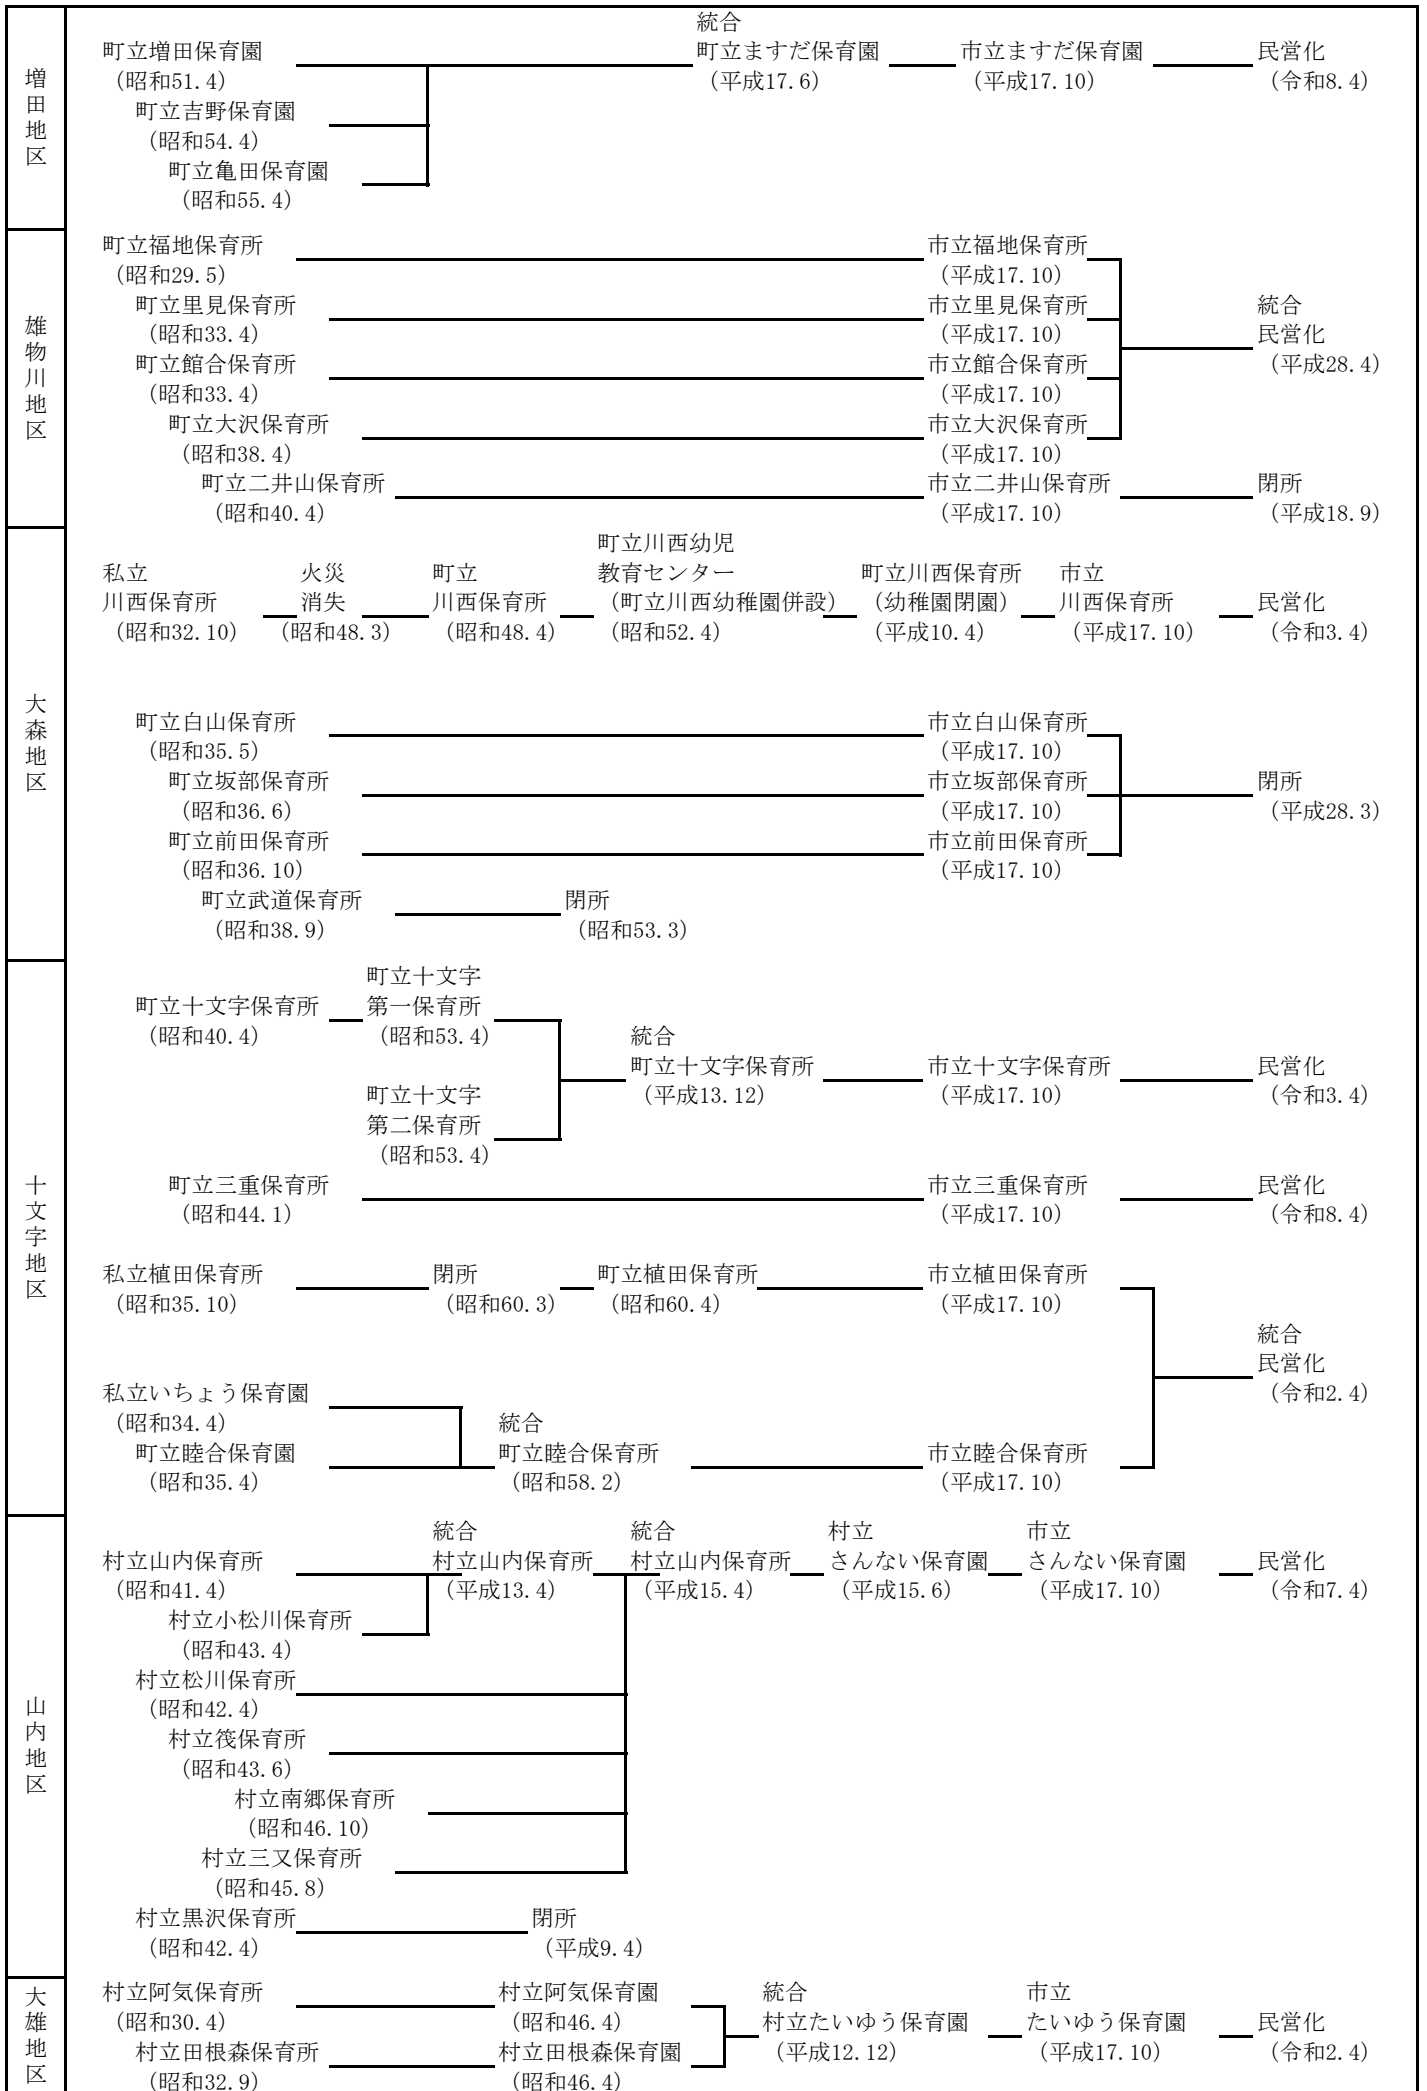 増田地区
統合
町立増田保育園 町立ますだ保育園 市立ますだ保育園 民営化
（昭和51.4） （平成17.6） （平成17.10） （令和8.4）
町立吉野保育園
（昭和54.4）
町立亀田保育園
（昭和55.4）
雄物川地区
町立福地保育所 市立福地保育所
（昭和29.5） （平成17.10）
町立里見保育所 市立里見保育所 統合
（昭和33.4） （平成17.10） 民営化
町立館合保育所 市立館合保育所 （平成28.4）
（昭和33.4） （平成17.10）
町立大沢保育所 市立大沢保育所
（昭和38.4） （平成17.10）
町立二井山保育所 市立二井山保育所 閉所
（昭和40.4） （平成17.10） （平成18.9）
大森地区
町立川西幼児
私立 火災 町立 教育センター 町立川西保育所 市立
川西保育所 消失 川西保育所 （町立川西幼稚園併設） （幼稚園閉園） 川西保育所 民営化
（昭和32.10） （昭和48.3） （昭和48.4） （昭和52.4） （平成10.4） （平成17.10） （令和3.4）
町立白山保育所 市立白山保育所
（昭和35.5） （平成17.10）
町立坂部保育所 市立坂部保育所 閉所
（昭和36.6） （平成17.10） （平成28.3）
町立前田保育所 市立前田保育所
（昭和36.10） （平成17.10）
町立武道保育所 閉所
（昭和38.9） （昭和53.3）
十文字地区
町立十文字
町立十文字保育所 第一保育所
（昭和40.4） （昭和53.4） 統合
町立十文字保育所 市立十文字保育所 民営化
町立十文字 （平成13.12） （平成17.10） （令和3.4）
第二保育所
（昭和53.4）
町立三重保育所 市立三重保育所 民営化
（昭和44.1） （平成17.10） （令和8.4）
私立植田保育所 閉所 町立植田保育所 市立植田保育所
（昭和35.10） （昭和60.3） （昭和60.4） （平成17.10）
統合
民営化
私立いちょう保育園 （令和2.4）
（昭和34.4） 統合
町立睦合保育園 町立睦合保育所 市立睦合保育所
（昭和35.4） （昭和58.2） （平成17.10）
山内地区
統合 統合 村立 市立
村立山内保育所 村立山内保育所 村立山内保育所 さんない保育園 さんない保育園 民営化
（昭和41.4） （平成13.4） （平成15.4） （平成15.6） （平成17.10） （令和7.4）
村立小松川保育所
（昭和43.4）
村立松川保育所
（昭和42.4）
村立筏保育所
（昭和43.6）
村立南郷保育所
（昭和46.10）
村立三又保育所
（昭和45.8）
村立黒沢保育所 閉所
（昭和42.4） （平成9.4）
大雄地区
村立阿気保育所 村立阿気保育園 統合 市立
（昭和30.4） （昭和46.4） 村立たいゆう保育園 たいゆう保育園 民営化
村立田根森保育所 村立田根森保育園 （平成12.12） （平成17.10） （令和2.4）
（昭和32.9） （昭和46.4）